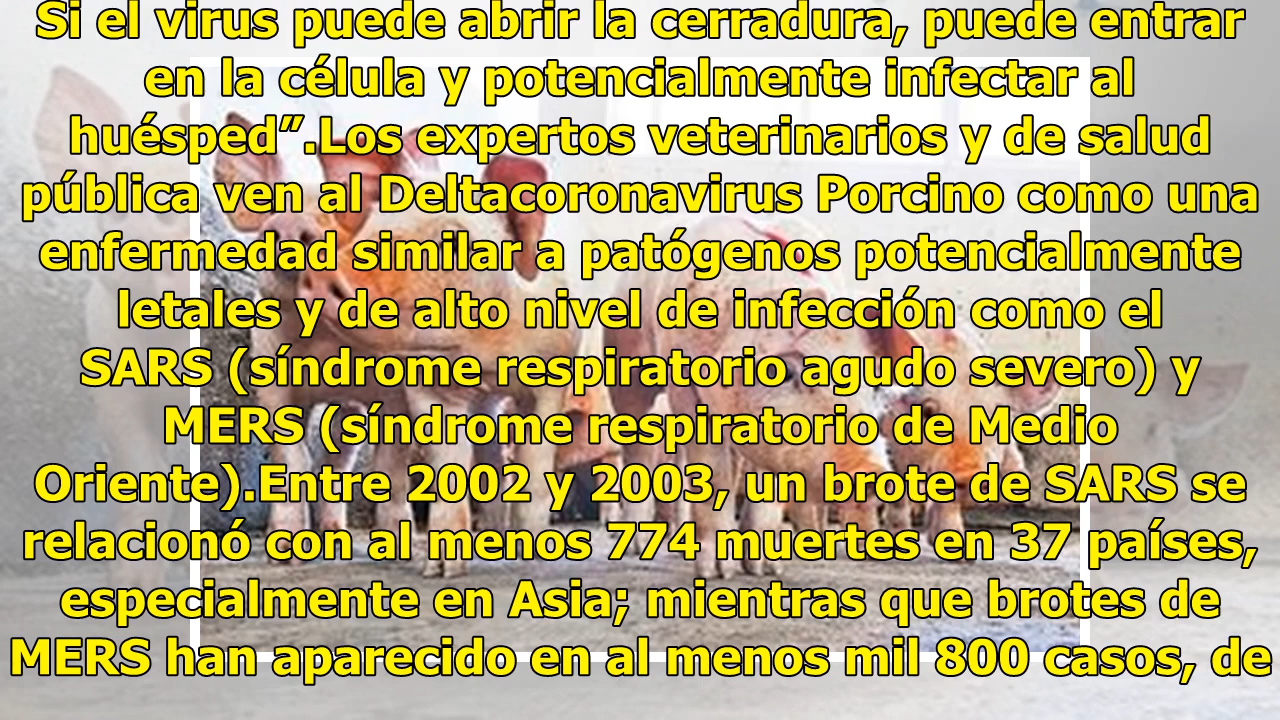 Si el virus puede abrir la cerradura, puede entrar
en la célula y potencialmente infectar al
huésped”.Los expertos veterinarios y de salud
pública ven al Deltacoronavirus Porcino como una
enfermedad similar a patógenos potencialmente
letales y de alto nivel de infección como el
SARS (síndrome respiratorio agudo severo) y
MERS (síndrome respiratorio de Medio
Oriente).Entre 2002 y 2003, un brote de SARS se
relacionó con al menos 774 muertes en 37 países,
especialmente en Asia; mientras que brotes de
MERS han aparecido en al menos mil 800 casos, de